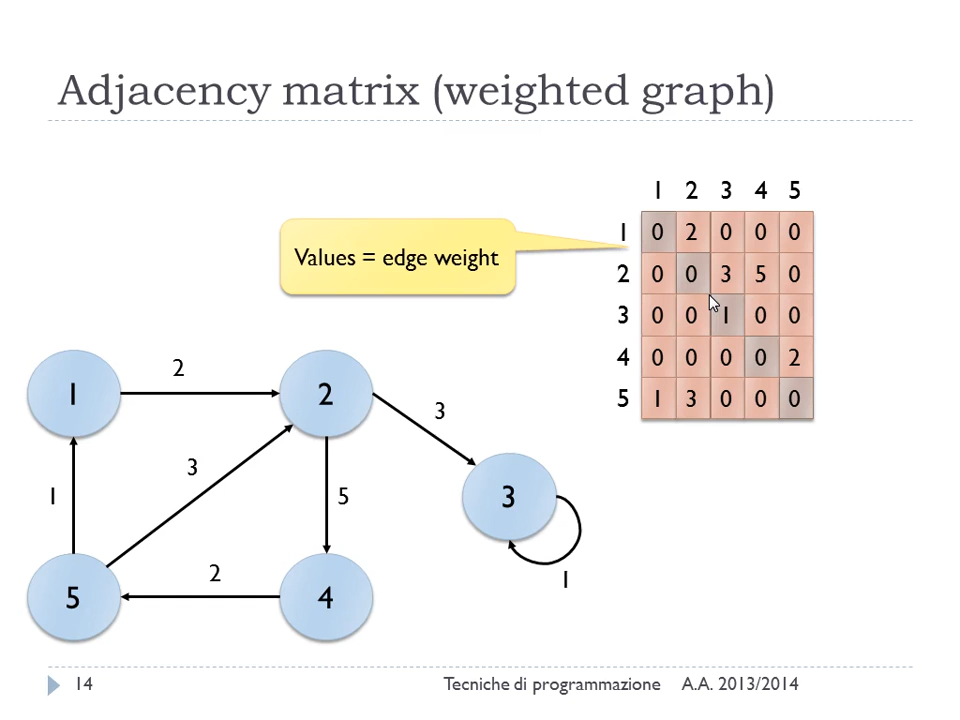 Adjacency matrix (weighted graph)
1 2 3 4 5
1 0 2 0 0 0
Values = edge weight
2 0 0 3 5 0
3 0 0 1 0 0
4 0 0 0 0 2
5 1 3 0 0 0
2
1
2
3
3
1
5
3
5
2
4
1
14
Tecniche di programmazione A.A. 2013/2014